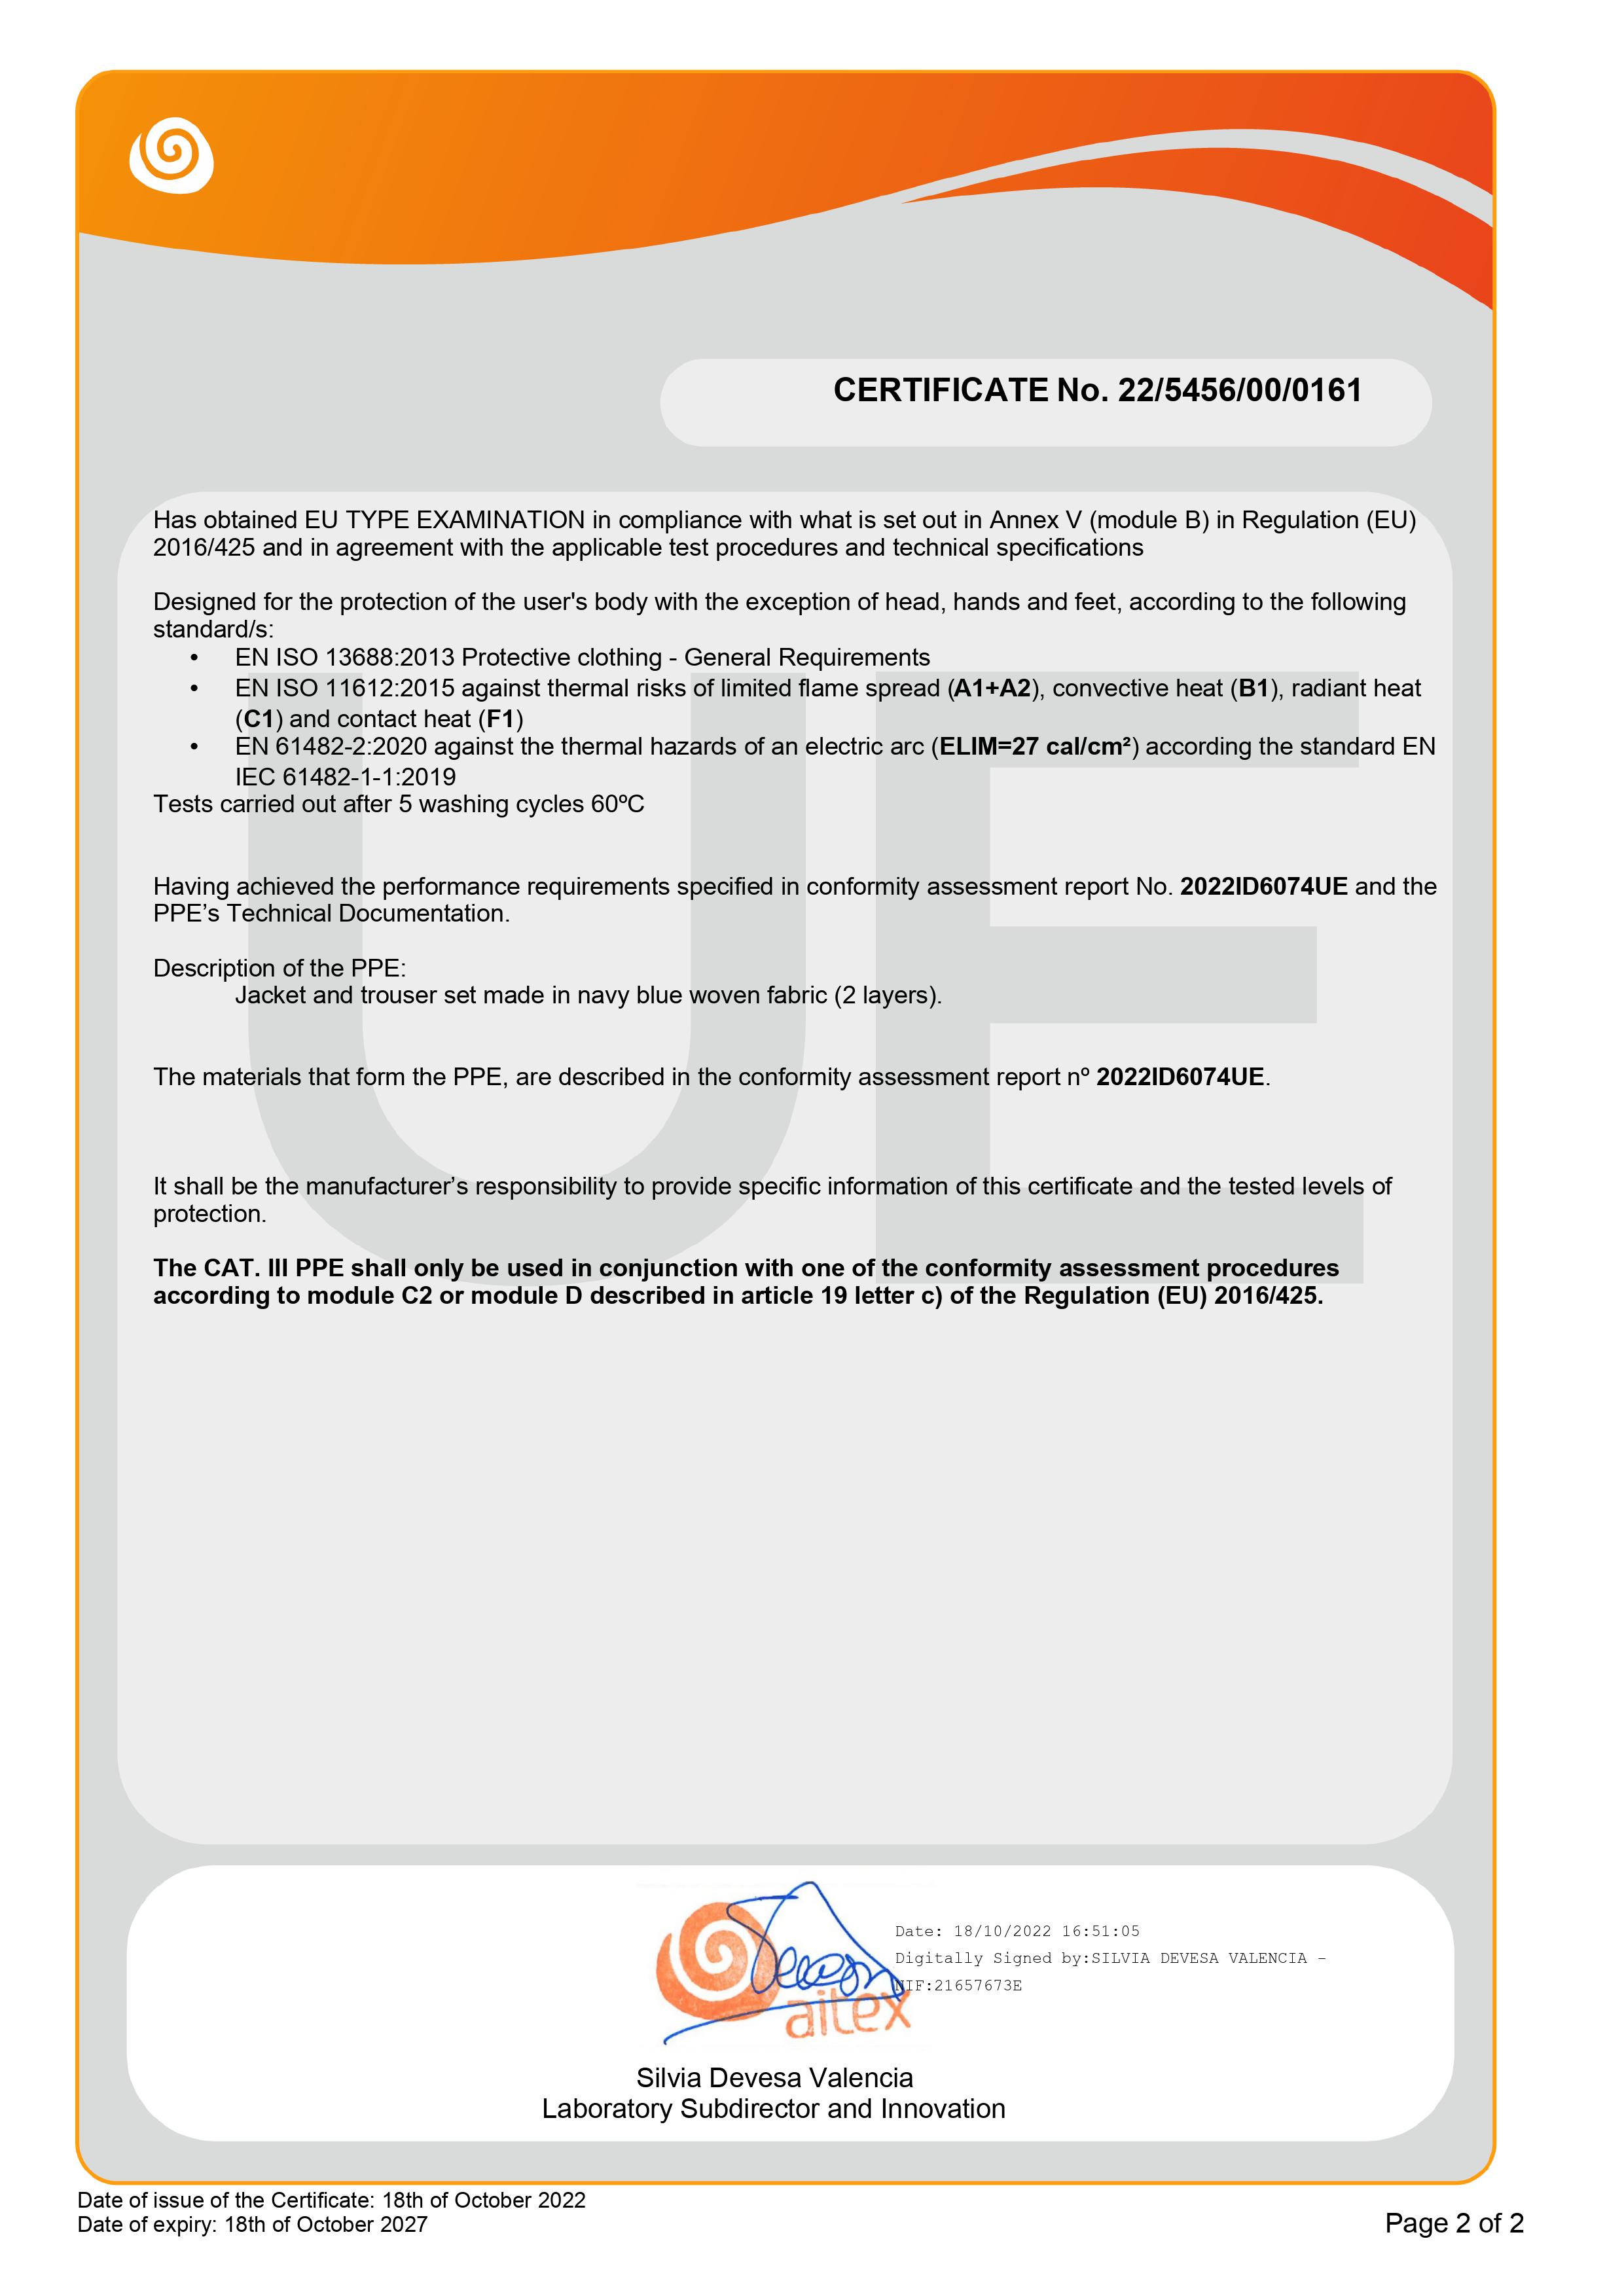 CERTIFICATE No. 22/5456/00/0161
Has obtained EU TYPE EXAMINATION in compliance with what is set out in Annex V (module B) in Regulation (EU)
2016/425 and in agreement with the applicable test procedures and technical specifications
Designed for the protection of the user's body with the exception of head, hands and feet, according to the following
standard/s:
• EN ISO 13688:2013 Protective clothing - General Requirements
• EN ISO 11612:2015 against thermal risks of limited flame spread (A1+A2), convective heat (B1), radiant heat
(C1) and contact heat (F1)
• EN 61482-2:2020 against the thermal hazards of an electric arc (ELIM=27 cal/cm²) according the standard EN
IEC 61482-1-1:2019
Tests carried out after 5 washing cycles 60ºC
Having achieved the performance requirements specified in conformity assessment report No. 2022ID6074UE and the
PPE’s Technical Documentation.
Description of the PPE:
Jacket and trouser set made in navy blue woven fabric (2 layers).
The materials that form the PPE, are described in the conformity assessment report nº 2022ID6074UE.
It shall be the manufacturer’s responsibility to provide specific information of this certificate and the tested levels of
protection.
The CAT. III PPE shall only be used in conjunction with one of the conformity assessment procedures
according to module C2 or module D described in article 19 letter c) of the Regulation (EU) 2016/425.
UE
Date: 18/10/2022 16:51:05
Digitally Signed by:SILVIA DEVESA VALENCIA -
NIF:21657673E
aitex
Silvia Devesa Valencia
Laboratory Subdirector and Innovation
Date of issue of the Certificate: 18th of October 2022
Date of expiry: 18th of October 2027
Page 2 of 2